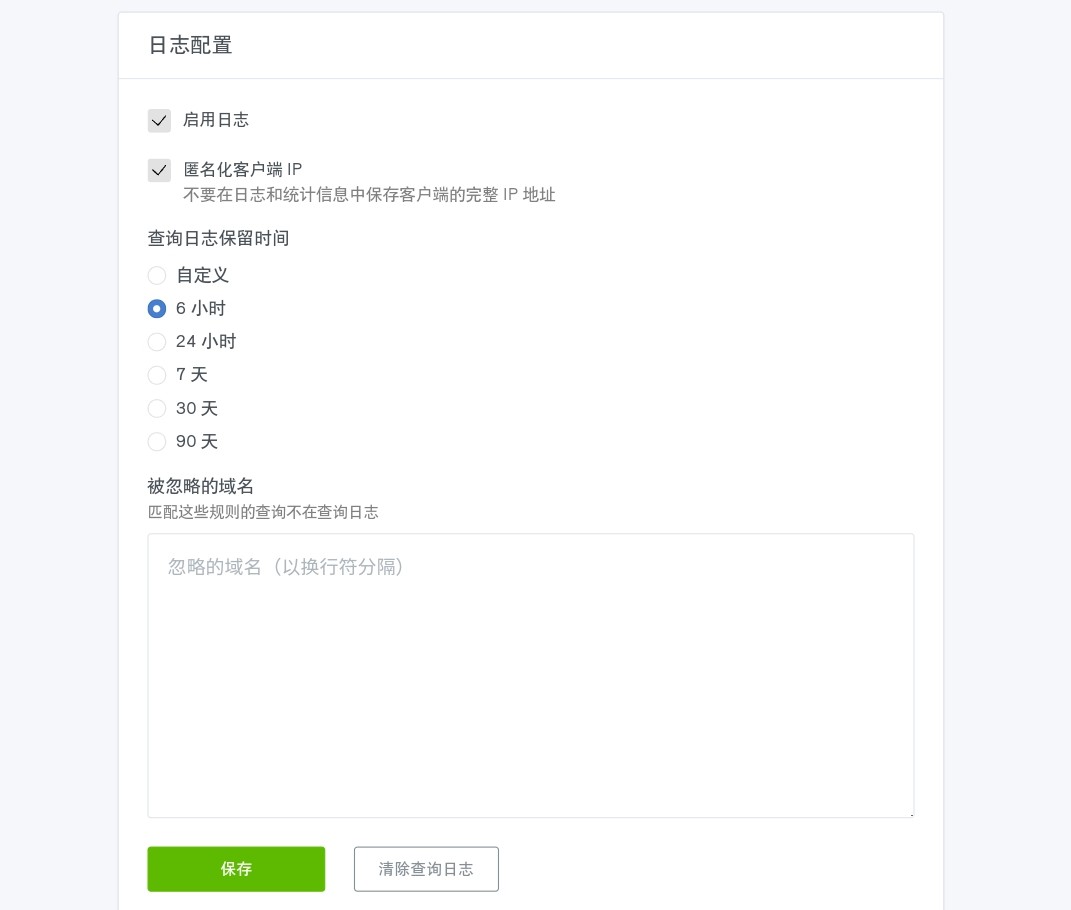 日志配置
启用日志
匿名化客户端 IP
不要在日志和统计信息中保存客户端的完整 IP 地址
查询日志保留时间
自定义
6 小时
24 小时
7 天
30 天
90 天
被忽略的域名
匹配这些规则的查询不在查询日志
忽略的域名（以换行符分隔）
保存
清除查询日志